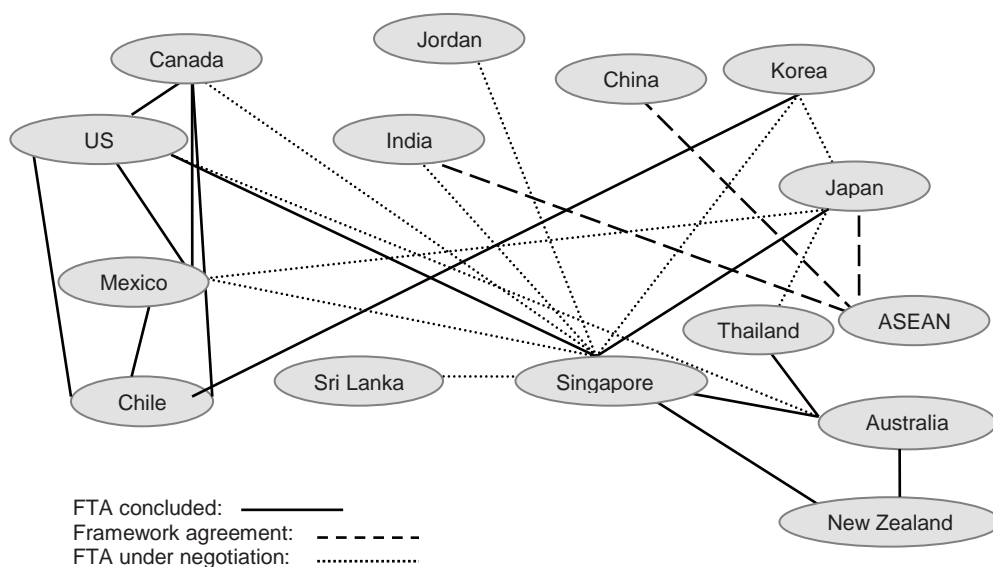 Jordan
Canada
China
Korea
US
India
Japan
Mexico
Thailand
ASEAN
Sri Lanka
Singapore
Chile
Australia
New Zealand
FTA concluded:
Framework agreement:
FTA under negotiation: